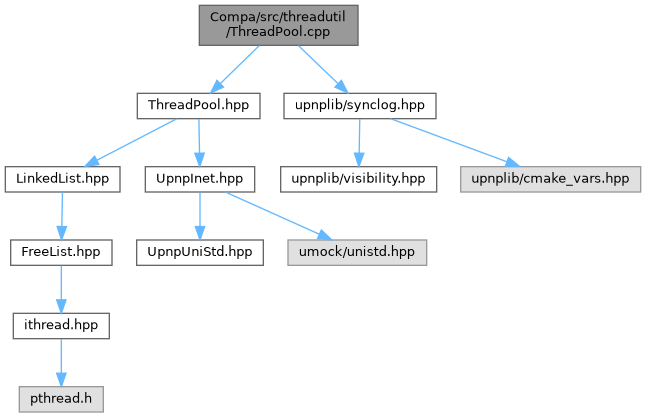 Compa/src/threadutil
/ThreadPool.cpp
ThreadPool.hpp
upnplib/synclog.hpp
LinkedList.hpp
UpnpInet.hpp
upnplib/visibility.hpp
upnplib/cmake_vars.hpp
FreeList.hpp
UpnpUniStd.hpp
umock/unistd.hpp
ithread.hpp
pthread.h